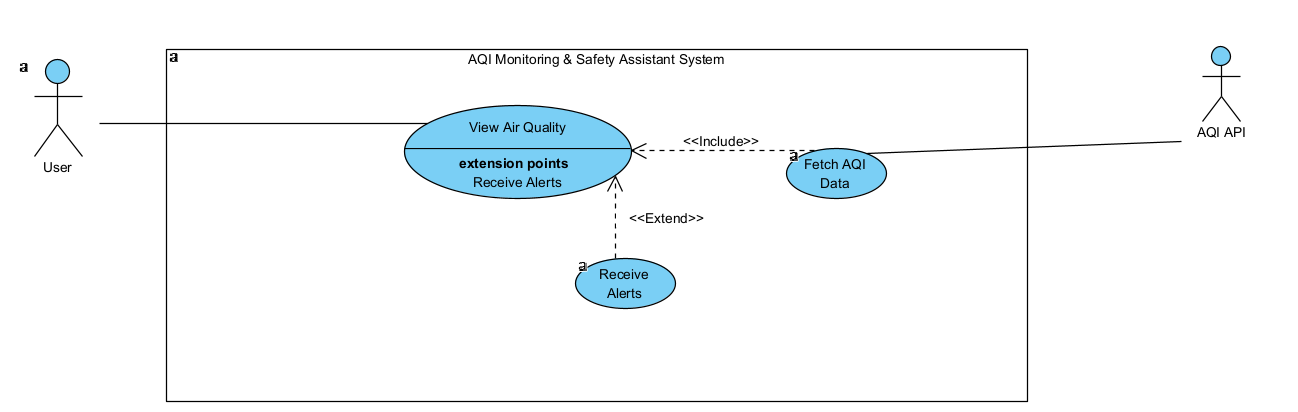 a
a
AQI Monitoring & Safety Assistant System
View Air Quality
extension points
Receive Alerts
<<Include>>
a
Fetch AQI
Data
AQI API
User
<<Extend>>
a
Receive
Alerts